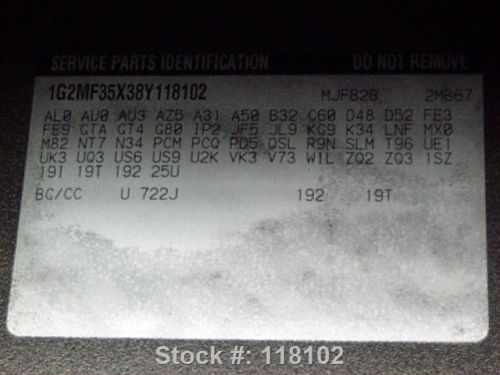 SERVICE PARTS IDENTIFICATION DO NOT REMOVE
1G2MF35X38Y118102 MJFB28 2MB67
AL0 AU0 AU3 AZ5 A31 A50 B32 C60 D48 D52 FE3
FE9 GTA GT4 G80 IP2 JF5 JL9 KG9 K34 LNF MX0
M82 NT7 N34 PCM PCQ PD5 QSL R9N SLM T96 UE1
UK3 UQ3 US6 US9 U2K VK3 V73 WIL ZQ2 ZQ3 1SZ
19I 19T 192 25U
BC/CC U 722J 192 19T
Stock #: 118102